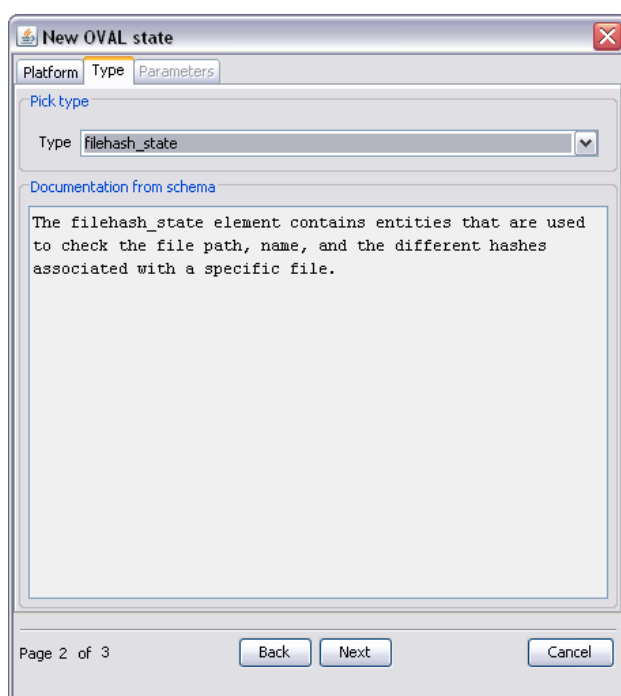 New OVAL state
Platform Type Parameters
Pick type
Type filehash_state
Documentation from schema
The filehash_state element contains entities that are used
to check the file path, name, and the different hashes
associated with a specific file.
Page 2 of 3 Back Next Cancel